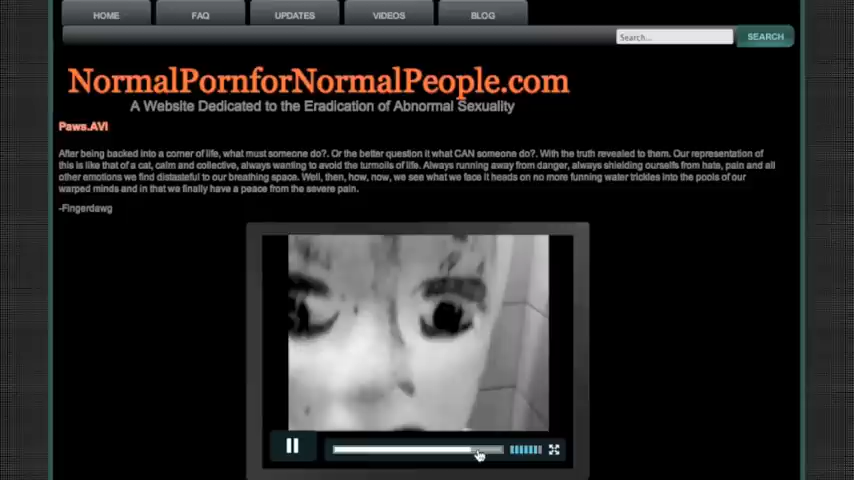 HOME FAQ UPDATES VIDEOS BLOG
Search... SEARCH
NormalPornforNormalPeople.com
A Website Dedicated to the Eradication of Abnormal Sexuality
Paws.AVI
After being backed into a corner of life, what must someone do?. Or the better question it what CAN someone do?. With the truth revealed to them. Our representation of
this is like that of a cat, calm and collective, always wanting to avoid the turmoils of life. Always running away from danger, always shielding ourselfs from hate, pain and all
other emotions we find distasteful to our breathing space. Well, then, how, now, we see what we face it heads on no more funning water trickles into the pools of our
warped minds and in that we finally have a peace from the severe pain.
-Fingerdawg